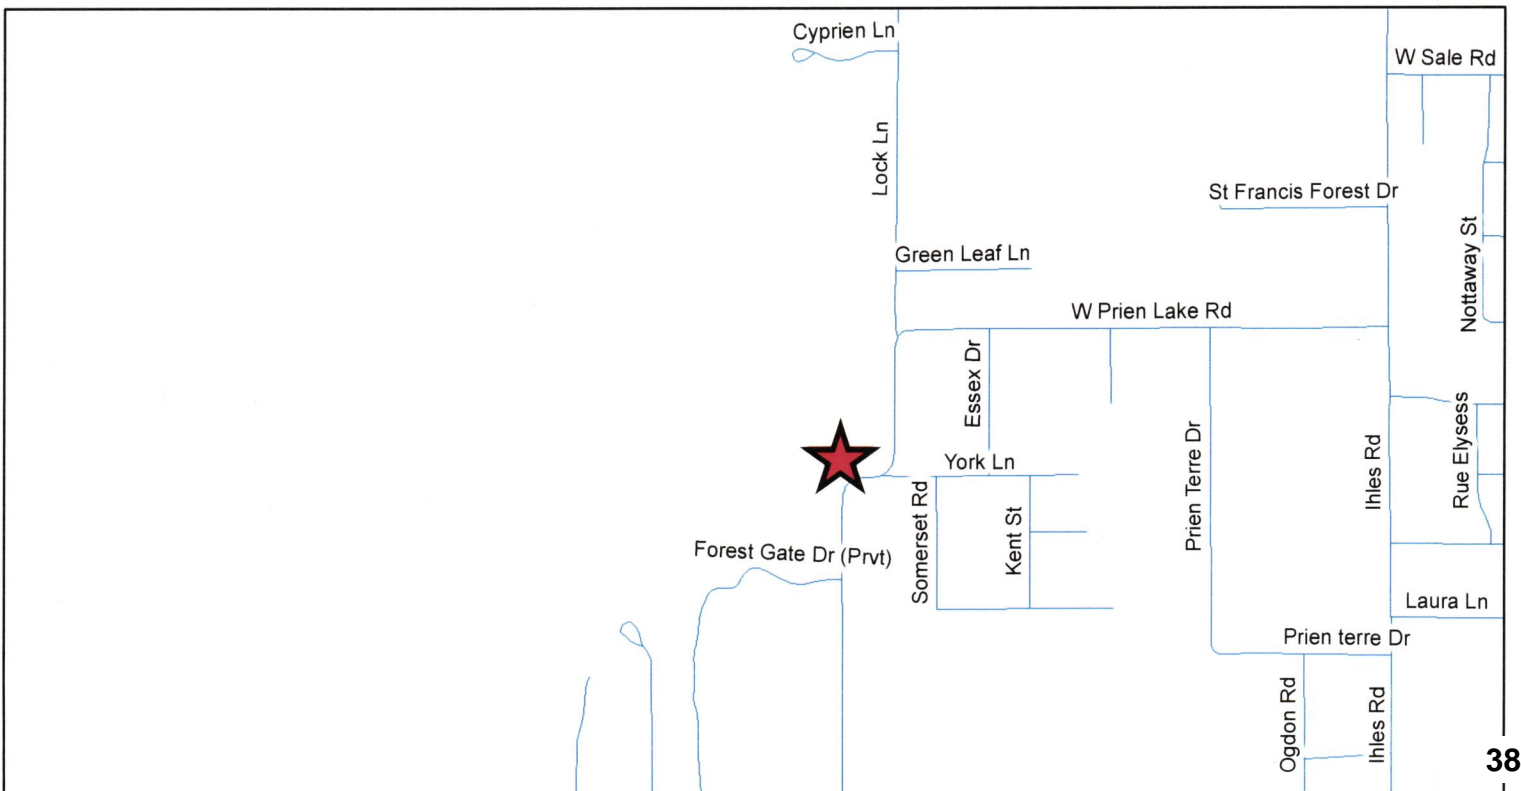 Cyprien Ln
W Sale Rd
Lock Ln
St Francis Forest Dr
Nottaway St
Green Leaf Ln
W Prien Lake Rd
Essex Dr
Rue Elysess
Prien Terre Dr
Ihles Rd
York Ln
Somerset Rd
Kent St
Forest Gate Dr (Prvt)
Laura Ln
Prien terre Dr
Ogdon Rd
Ihles Rd
38